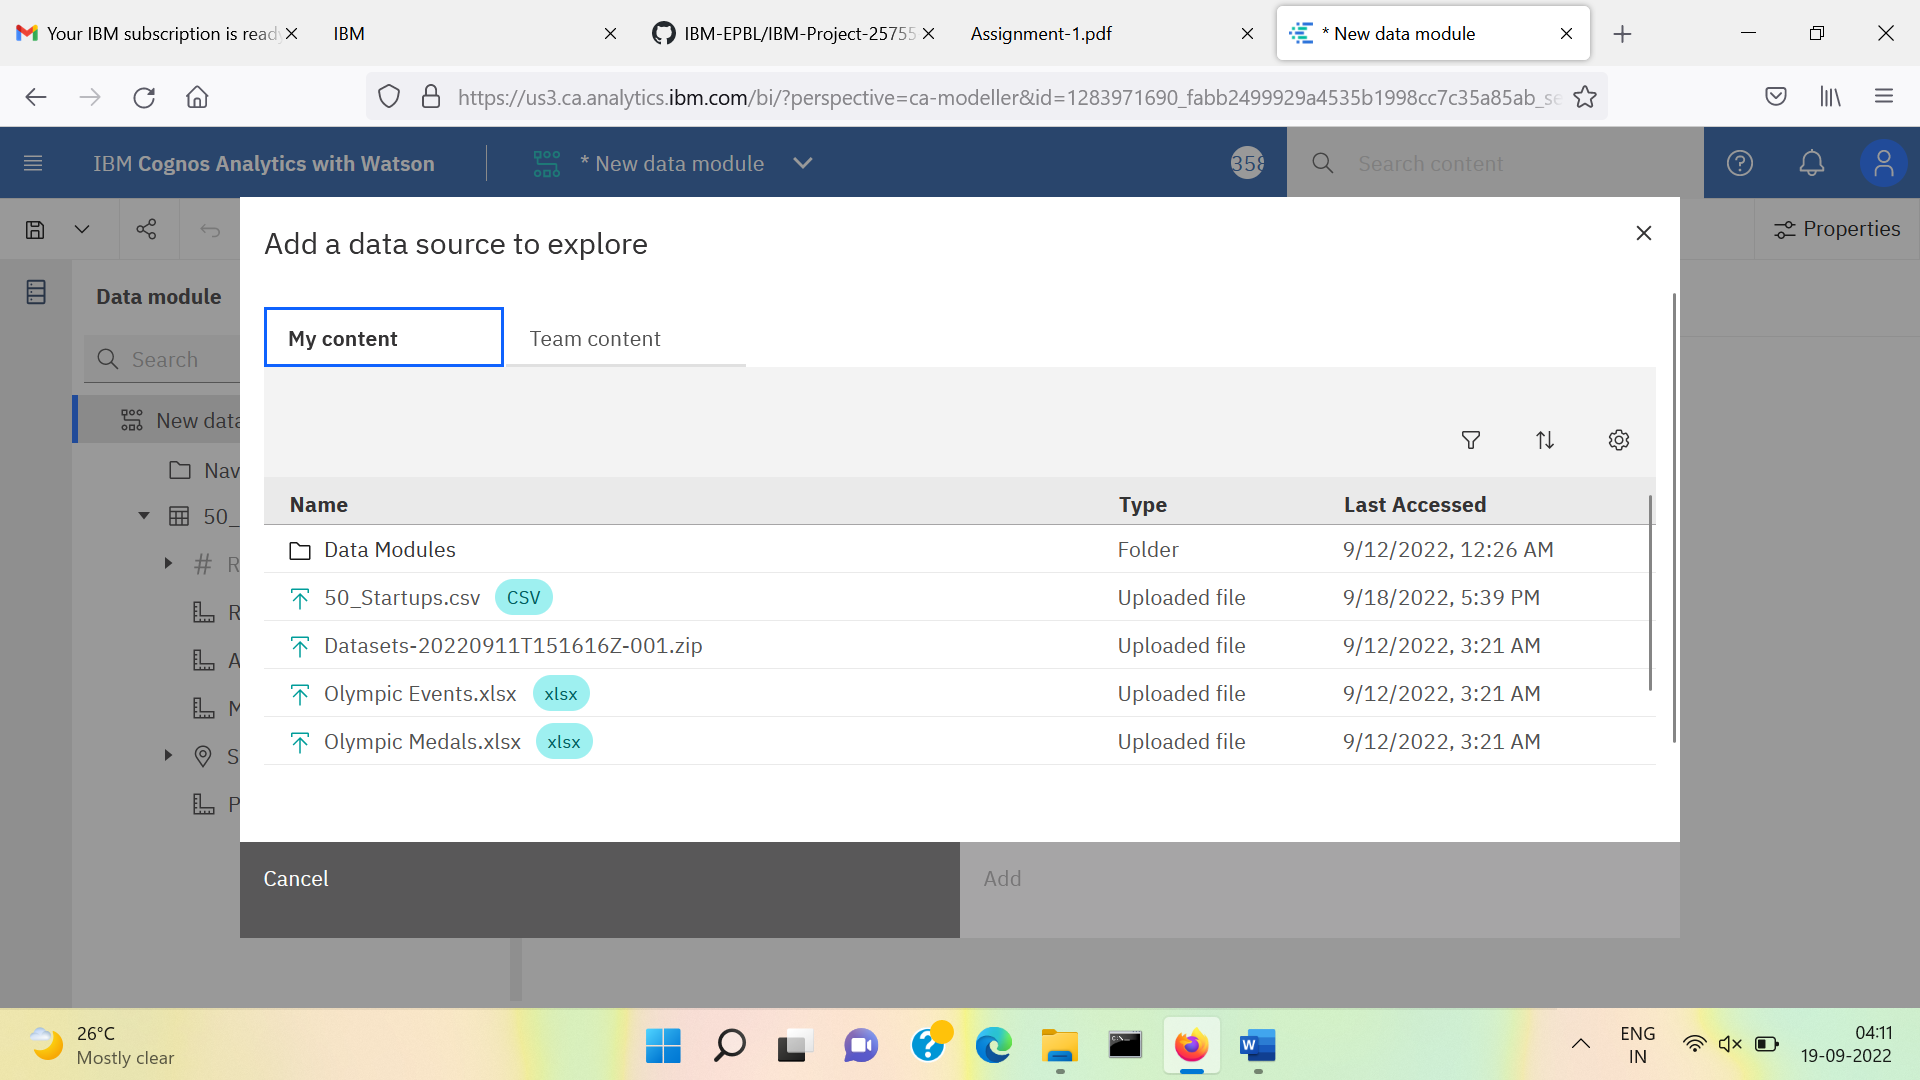 Your IBM subscription is read
IBM
IBM-EPBL/IBM-Project-25755
Assignment-1.pdf
* New data module
https://us3.ca.analytics.ibm.com/bi/?perspective=ca-modeller&id=1283971690_fabb2499929a4535b1998cc7c35a85ab_se
IBM Cognos Analytics with Watson
* New data module
358
Search content
Properties
Data module
Search
New data
Nav
50_
R
R
A
M
S
P
Add a data source to explore
My content
Team content
Name Type Last Accessed
Data Modules Folder 9/12/2022, 12:26 AM
50_Startups.csv CSV Uploaded file 9/18/2022, 5:39 PM
Datasets-20220911T151616Z-001.zip Uploaded file 9/12/2022, 3:21 AM
Olympic Events.xlsx xlsx Uploaded file 9/12/2022, 3:21 AM
Olympic Medals.xlsx xlsx Uploaded file 9/12/2022, 3:21 AM
Cancel
Add
26°C
Mostly clear
ENG
IN
04:11
19-09-2022